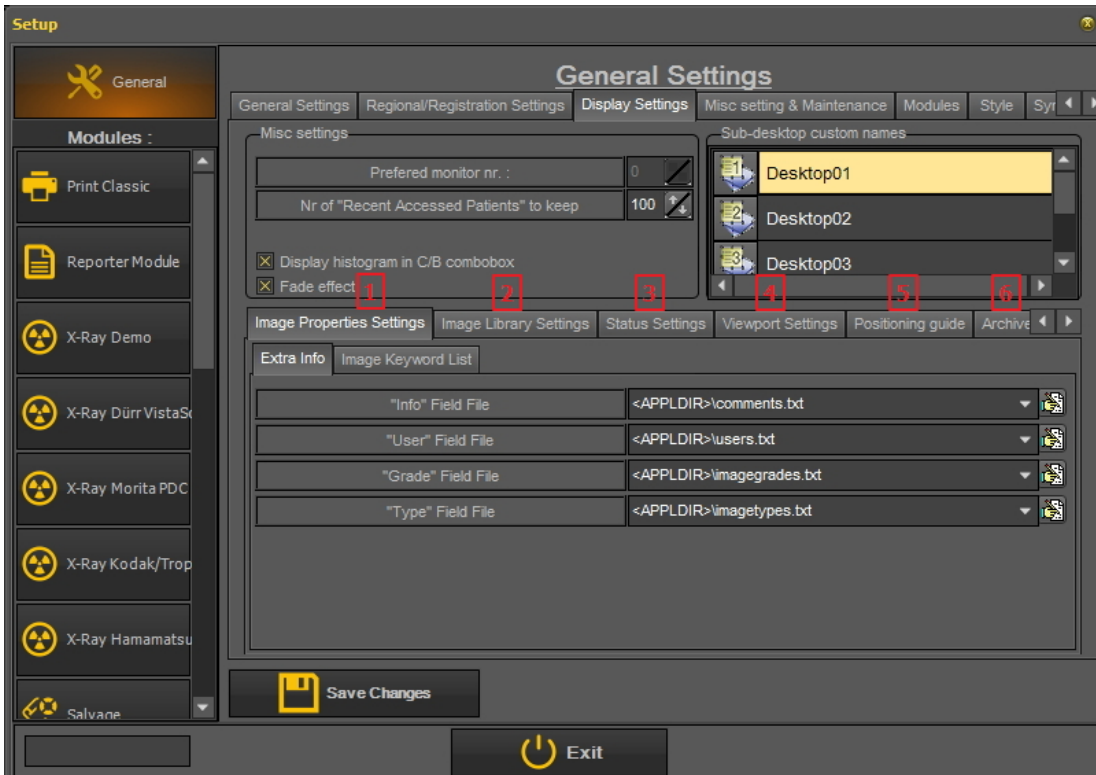 Setup
General
General Settings
General Settings Regional/Registration Settings Display Settings Misc setting & Maintenance Modules Style Syr
Modules :
Print Classic
Reporter Module
X-Ray Demo
X-Ray Dürr VistaSc
X-Ray Morita PDC
X-Ray Kodak/Trop
X-Ray Hamamatsu
Salvage
Misc settings
Prefered monitor nr. : 0
Nr of "Recent Accessed Patients" to keep 100
Display histogram in C/B combobox
Fade effect
Sub-desktop custom names
1 Desktop01
2 Desktop02
3 Desktop03
1 2 3 4 5 6
Image Properties Settings Image Library Settings Status Settings Viewport Settings Positioning guide Archive
Extra Info Image Keyword List
"Info" Field File <APPLDIR>\comments.txt
"User" Field File <APPLDIR>\users.txt
"Grade" Field File <APPLDIR>\imagegrades.txt
"Type" Field File <APPLDIR>\imagetypes.txt
Save Changes
Exit